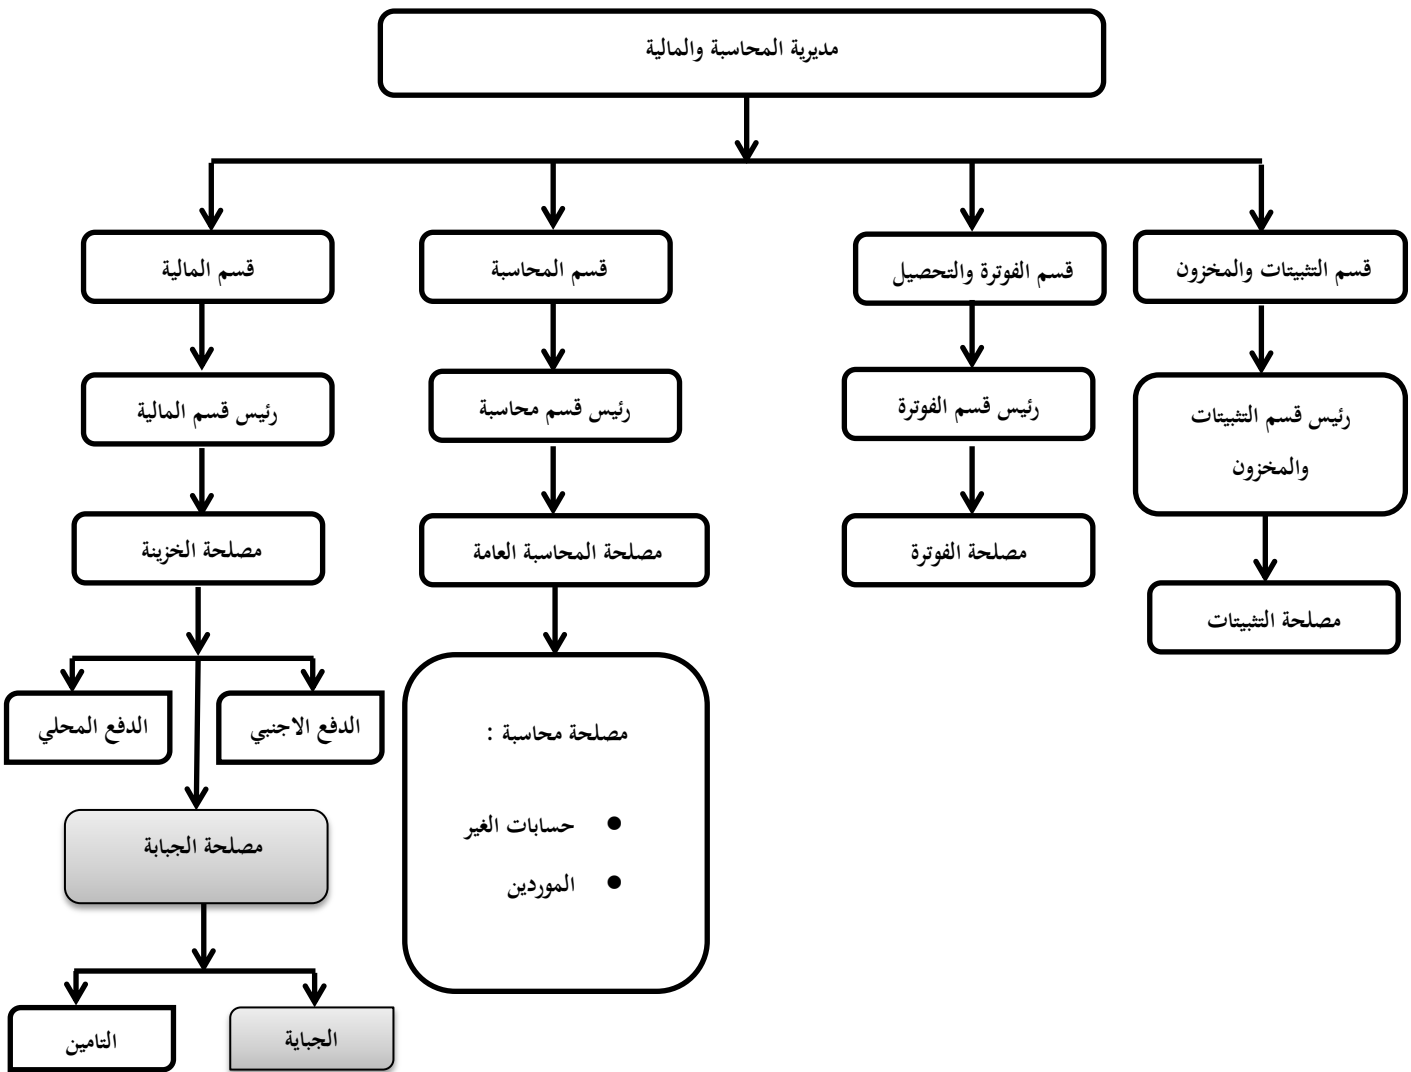 مديرية المحاسبة والمالية
قسم التثبيتات والمخزون
قسم الفوترة والتحصيل
قسم المحاسبة
قسم المالية
رئيس قسم التثبيتات
والمخزون
رئيس قسم الفوترة
رئيس قسم محاسبة
رئيس قسم المالية
مصلحة التثبيتات
مصلحة الفوترة
مصلحة المحاسبة العامة
مصلحة الخزينة
مصلحة محاسبة :
● حسابات الغير
● الموردين
الدفع الاجنبي
الدفع المحلي
مصلحة الجبابة
الجباية
التامين